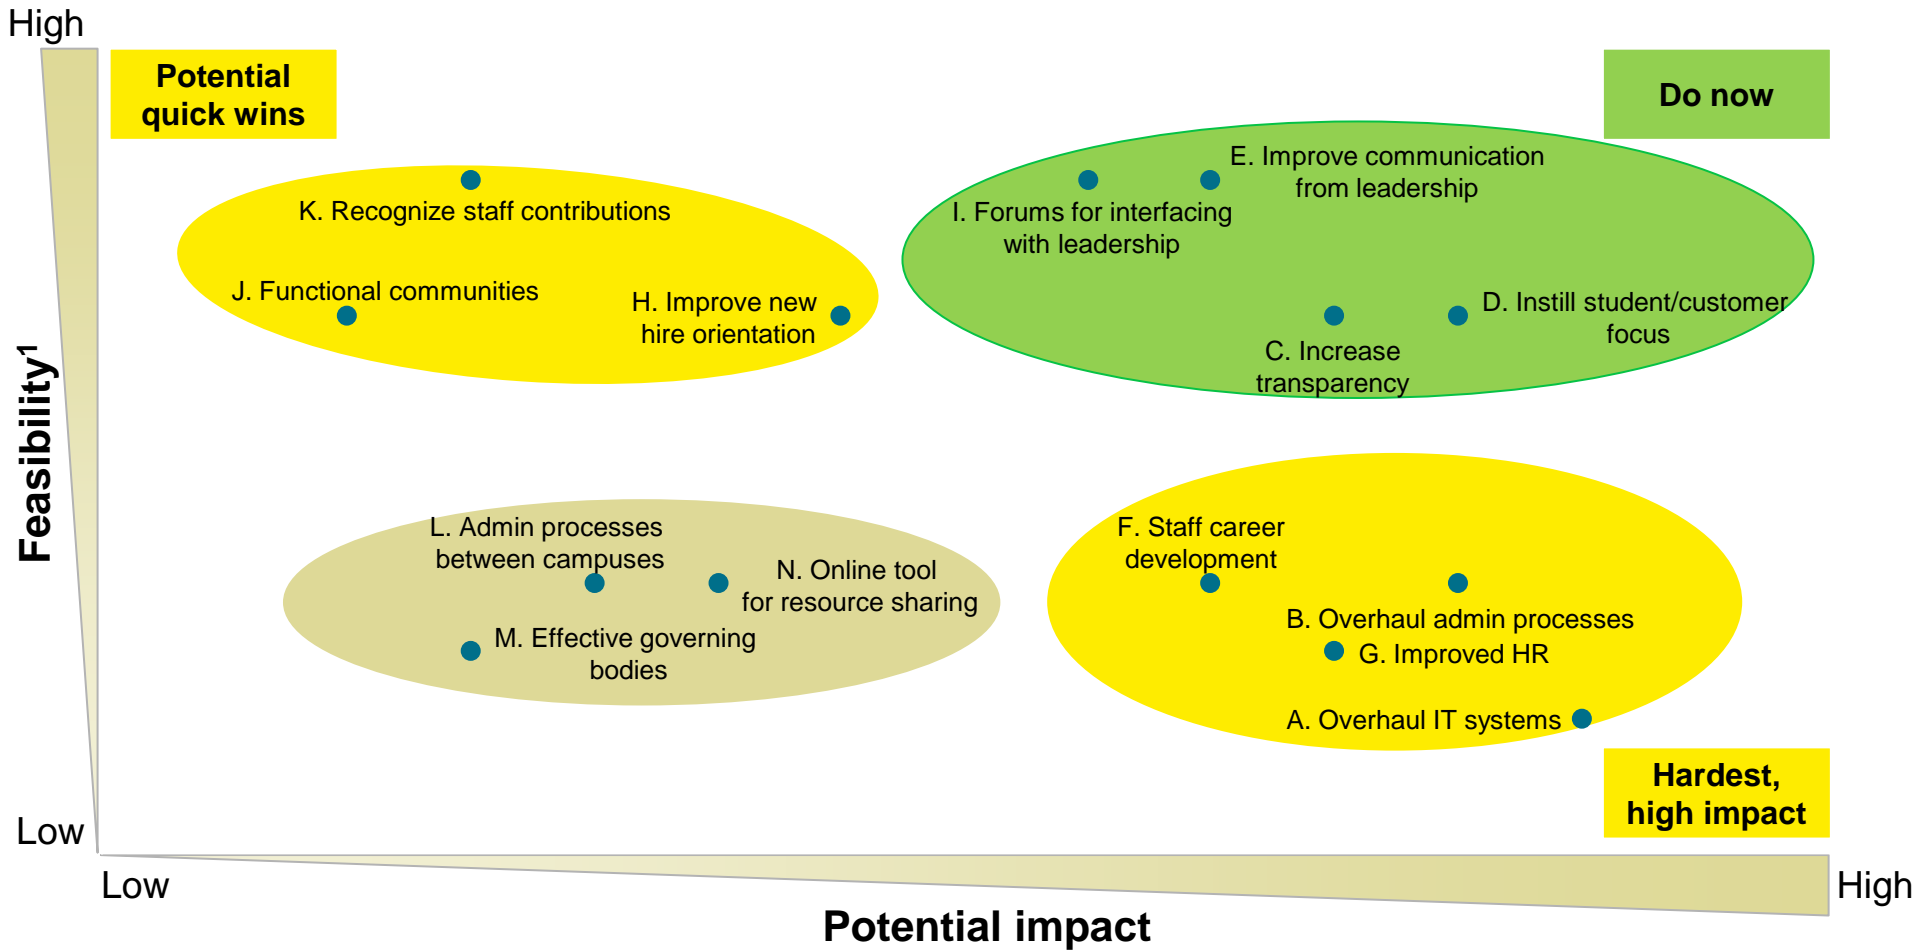 High
Potential
quick wins
Do now
E. Improve communication
from leadership
K. Recognize staff contributions
I. Forums for interfacing
with leadership
J. Functional communities
H. Improve new
hire orientation
D. Instill student/customer
focus
C. Increase
transparency
Feasibility1
L. Admin processes
between campuses
N. Online tool
for resource sharing
M. Effective governing
bodies
F. Staff career
development
B. Overhaul admin processes
G. Improved HR
A. Overhaul IT systems
Hardest,
high impact
Low
Low
High
Potential impact